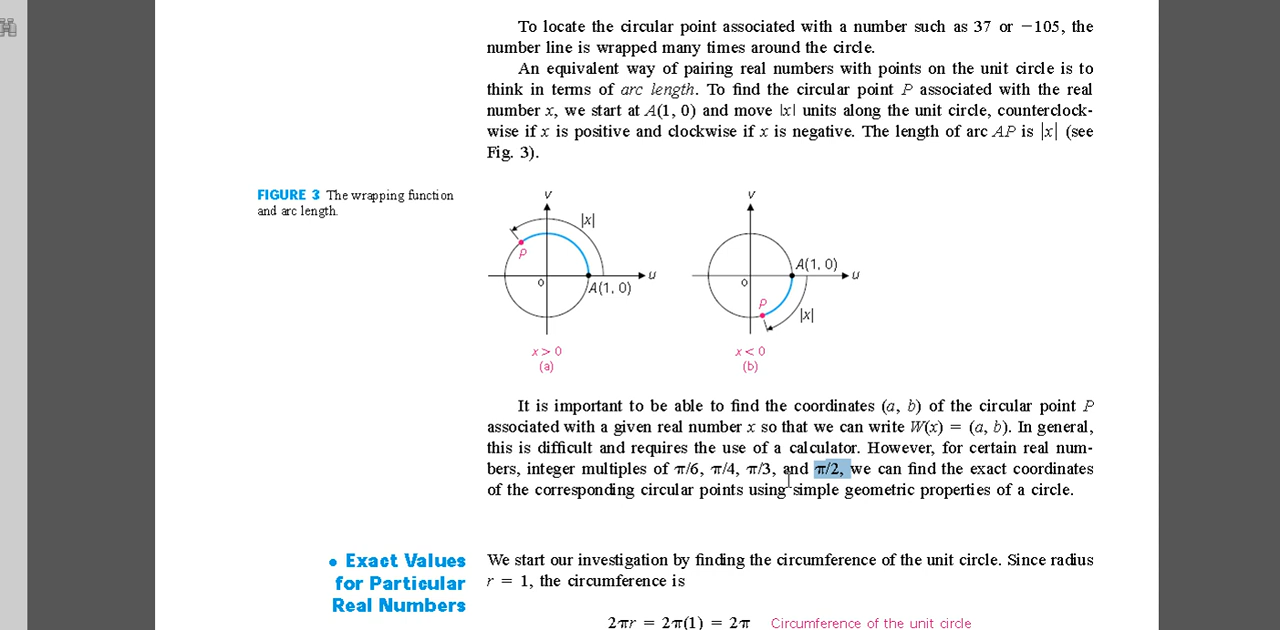 To locate the circular point associated with a number such as 37 or −105, the
number line is wrapped many times around the circle.
An equivalent way of pairing real numbers with points on the unit circle is to
think in terms of arc length. To find the circular point P associated with the real
number x, we start at A(1, 0) and move |x| units along the unit circle, counterclock-
wise if x is positive and clockwise if x is negative. The length of arc AP is |x| (see
Fig. 3).
FIGURE 3 The wrapping function
and arc length.
v
|x|
P
0
u
A(1, 0)
x > 0
(a)
v
A(1, 0)
u
0
P
|x|
x < 0
(b)
It is important to be able to find the coordinates (a, b) of the circular point P
associated with a given real number x so that we can write W(x) = (a, b). In general,
this is difficult and requires the use of a calculator. However, for certain real num-
bers, integer multiples of π/6, π/4, π/3, and π/2, we can find the exact coordinates
of the corresponding circular points using simple geometric properties of a circle.
• Exact Values
for Particular
Real Numbers
We start our investigation by finding the circumference of the unit circle. Since radius
r = 1, the circumference is
2πr = 2π(1) = 2π Circumference of the unit circle